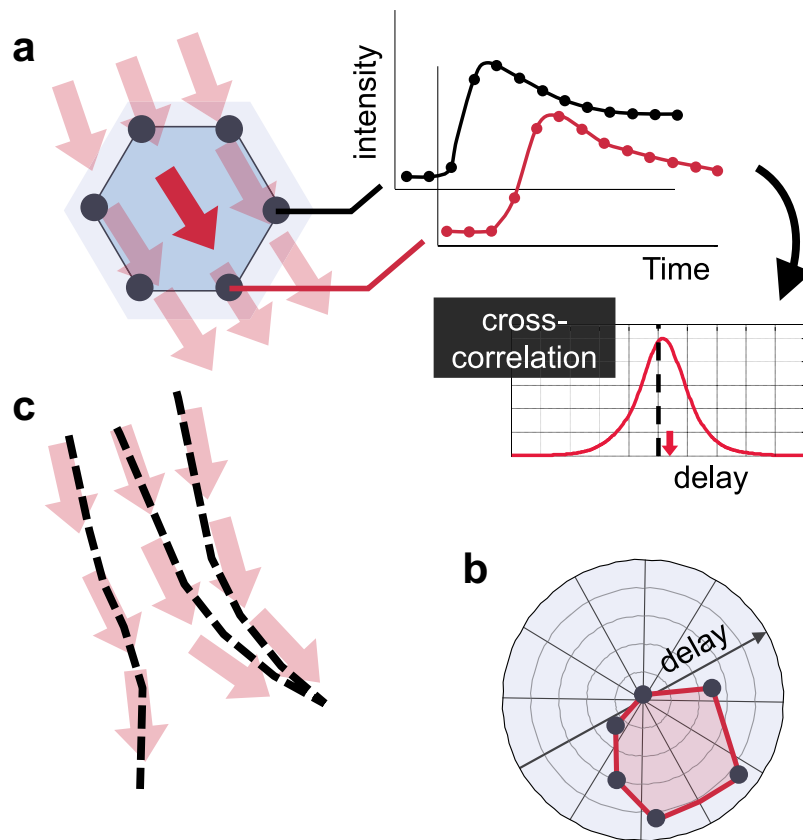 a
intensity
Time
cross-
correlation
delay
c
b
delay